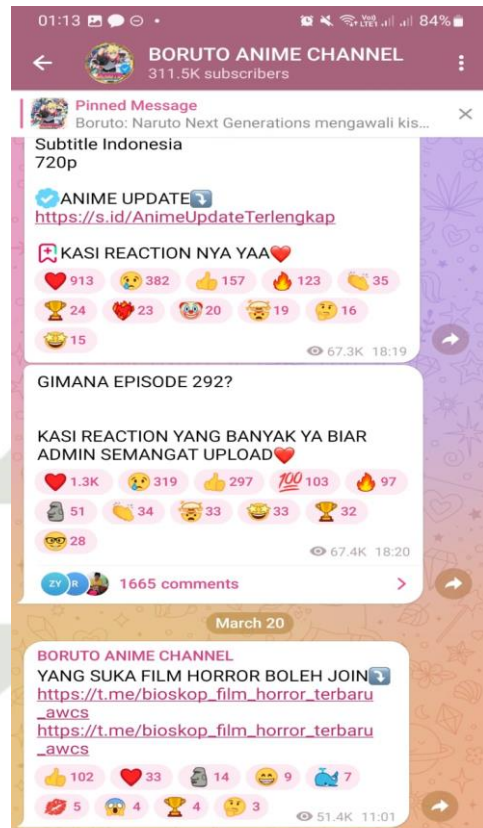 01:13
VoD LTE1 84%
BORUTO ANIME CHANNEL
311.5K subscribers
Pinned Message
Boruto: Naruto Next Generations mengawali kis...
Subtitle Indonesia
720p
ANIME UPDATE
https://s.id/AnimeUpdateTerlengkap
KASI REACTION NYA YAA
913 382 157 123 35
24 23 20 19 16
15
67.3K 18:19
GIMANA EPISODE 292?
KASI REACTION YANG BANYAK YA BIAR
ADMIN SEMANGAT UPLOAD
1.3K 319 297 100 103 97
51 34 33 33 32
28
67.4K 18:20
ZY R 1665 comments
March 20
BORUTO ANIME CHANNEL
YANG SUKA FILM HORROR BOLEH JOIN
https://t.me/bioskop_film_horror_terbaru
_awcs
https://t.me/bioskop_film_horror_terbaru
_awcs
102 33 14 9 7
5 4 4 3
51.4K 11:01